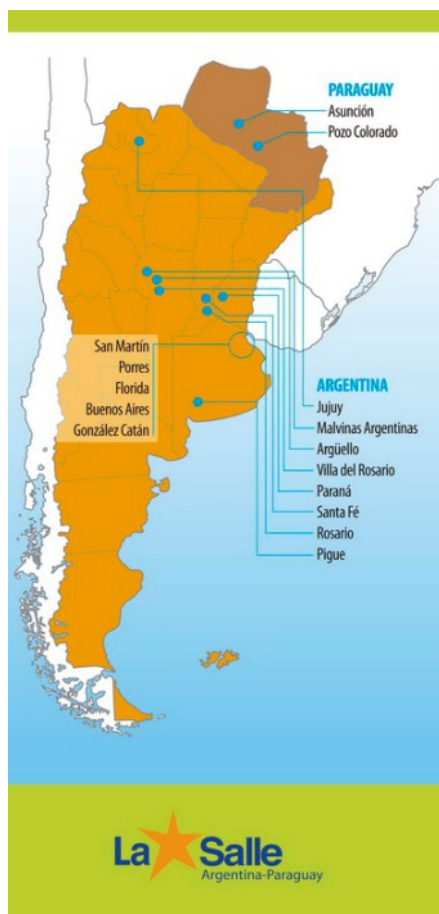 PARAGUAY
Asunción
Pozo Colorado
San Martín
Porres
Florida
Buenos Aires
González Catán
ARGENTINA
Jujuy
Malvinas Argentinas
Argüello
Villa del Rosario
Paraná
Santa Fé
Rosario
Pigue
La Salle
Argentina-Paraguay